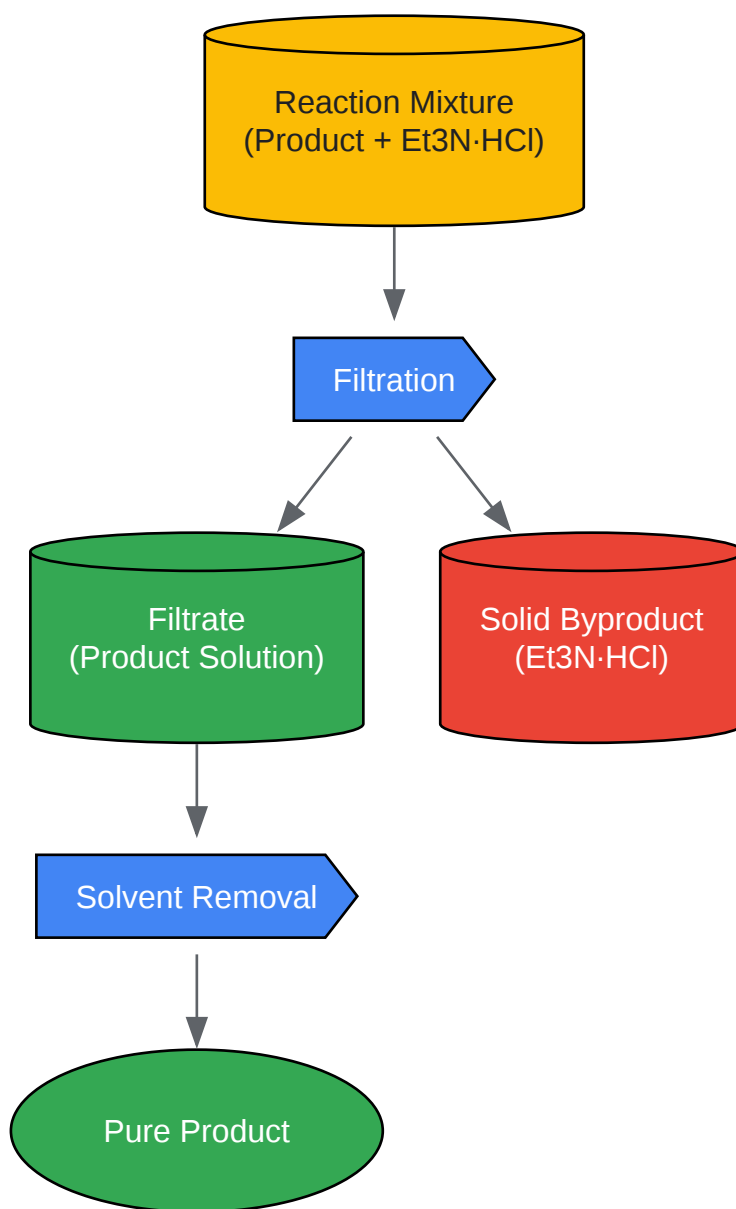 Reaction Mixture
(Product + Et3N·HCl)
Filtration
Filtrate
(Product Solution)
Solid Byproduct
(Et3N·HCl)
Solvent Removal
Pure Product